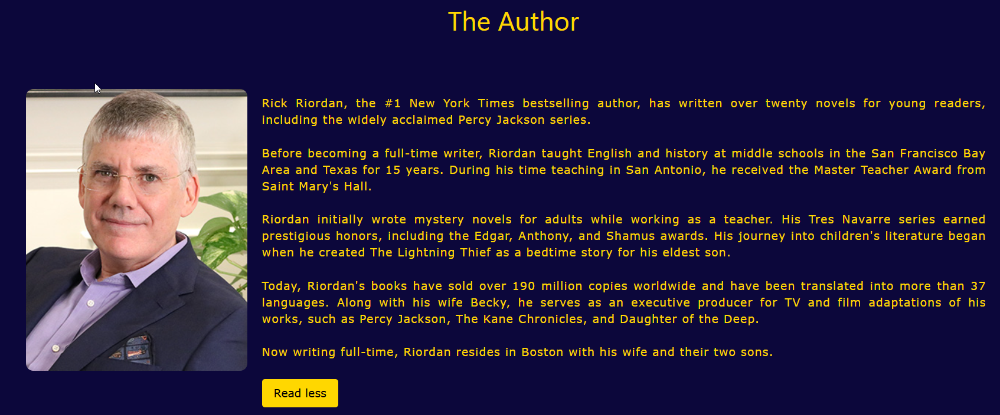 The Author
Rick Riordan, the #1 New York Times bestselling author, has written over twenty novels for young readers,
including the widely acclaimed Percy Jackson series.
Before becoming a full-time writer, Riordan taught English and history at middle schools in the San Francisco Bay
Area and Texas for 15 years. During his time teaching in San Antonio, he received the Master Teacher Award from
Saint Mary's Hall.
Riordan initially wrote mystery novels for adults while working as a teacher. His Tres Navarre series earned
prestigious honors, including the Edgar, Anthony, and Shamus awards. His journey into children's literature began
when he created The Lightning Thief as a bedtime story for his eldest son.
Today, Riordan's books have sold over 190 million copies worldwide and have been translated into more than 37
languages. Along with his wife Becky, he serves as an executive producer for TV and film adaptations of his
works, such as Percy Jackson, The Kane Chronicles, and Daughter of the Deep.
Now writing full-time, Riordan resides in Boston with his wife and their two sons.
Read less